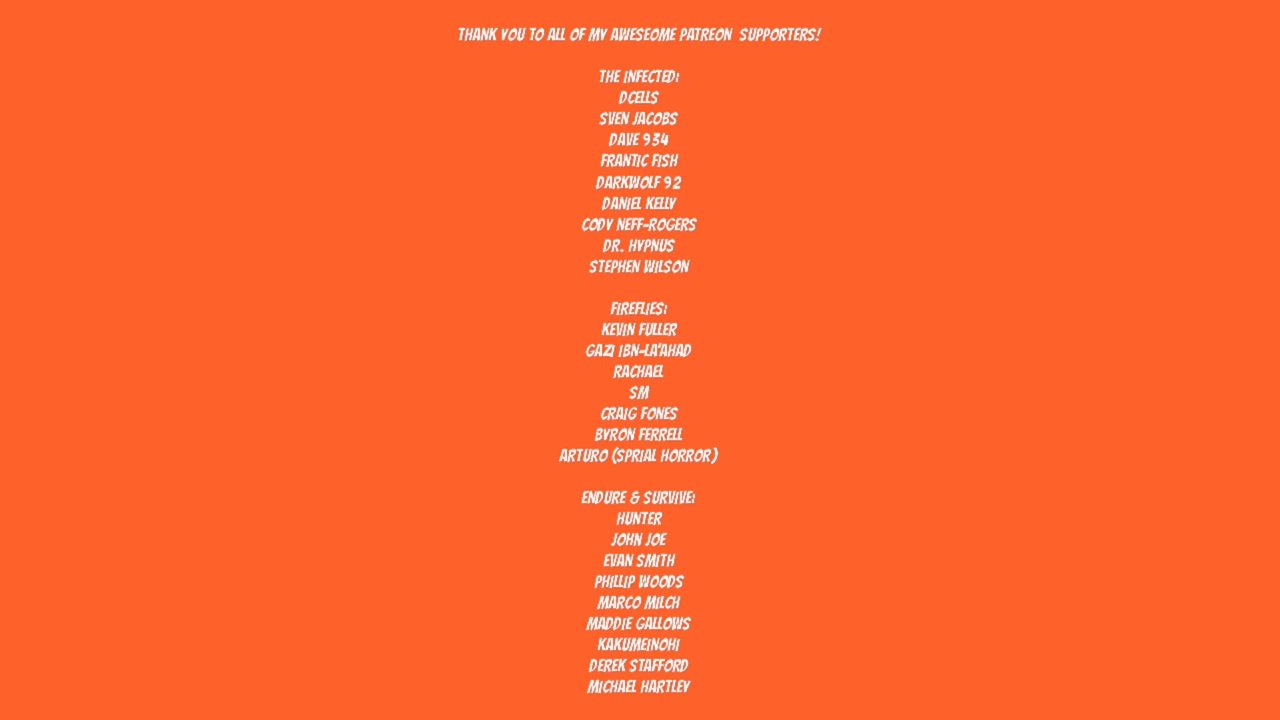 THANK YOU TO ALL OF MY AWESEOME PATREON  SUPPORTERS!
THE INFECTED:
DCELLS
SVEN JACOBS
DAVE 934
FRANTIC FISH
DARKWOLF 92
DANIEL KELLY
CODY NEFF-ROGERS
DR. HYPNUS
STEPHEN WILSON
FIREFLIES:
KEVIN FULLER
GAZI IBN-LA'AHAD
RACHAEL
SM
CRAIG FONES
BYRON FERRELL
ARTURO (SPRIAL HORROR)
ENDURE & SURVIVE:
HUNTER
JOHN JOE
EVAN SMITH
PHILLIP WOODS
MARCO MILCH
MADDIE GALLOWS
KAKUMEINOHI
DEREK STAFFORD
MICHAEL HARTLEY